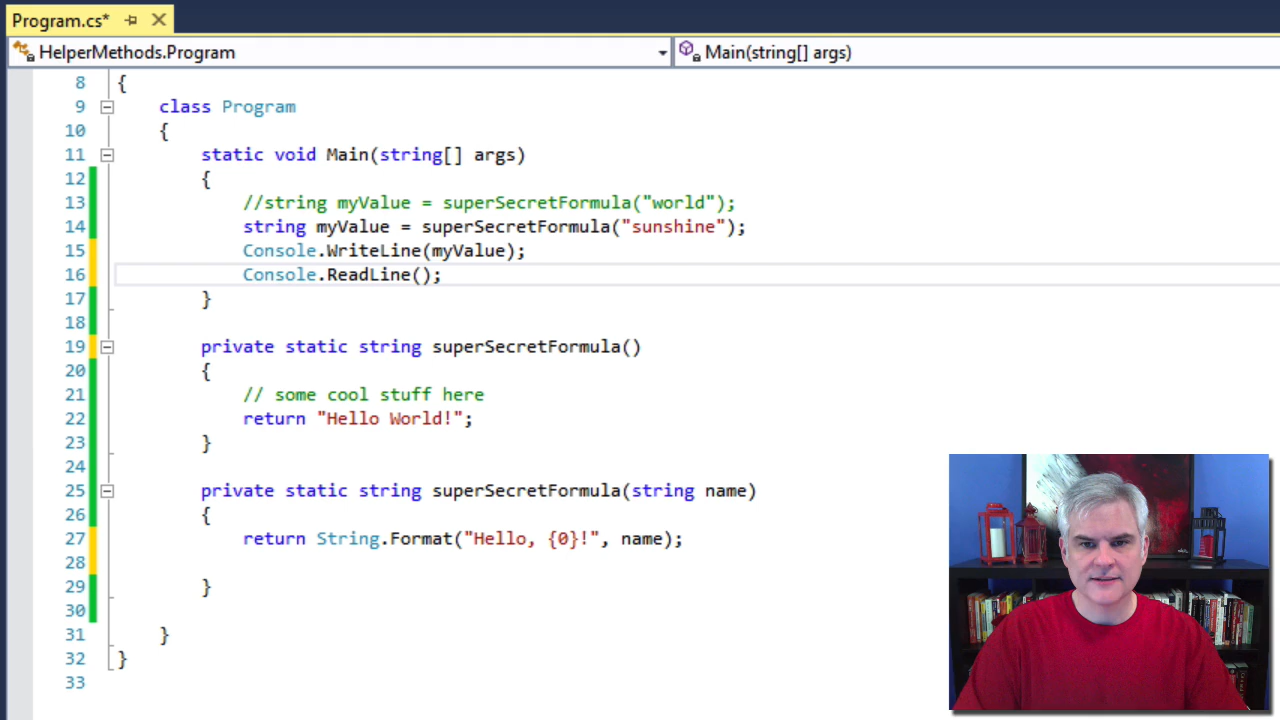 Program.cs*
HelperMethods.Program
Main(string[] args)
8 {
9 class Program
10 {
11 static void Main(string[] args)
12 {
13 //string myValue = superSecretFormula("world");
14 string myValue = superSecretFormula("sunshine");
15 Console.WriteLine(myValue);
16 Console.ReadLine();
17 }
18
19 private static string superSecretFormula()
20 {
21 // some cool stuff here
22 return "Hello World!";
23 }
24
25 private static string superSecretFormula(string name)
26 {
27 return String.Format("Hello, {0}!", name);
28
29 }
30
31 }
32 }
33